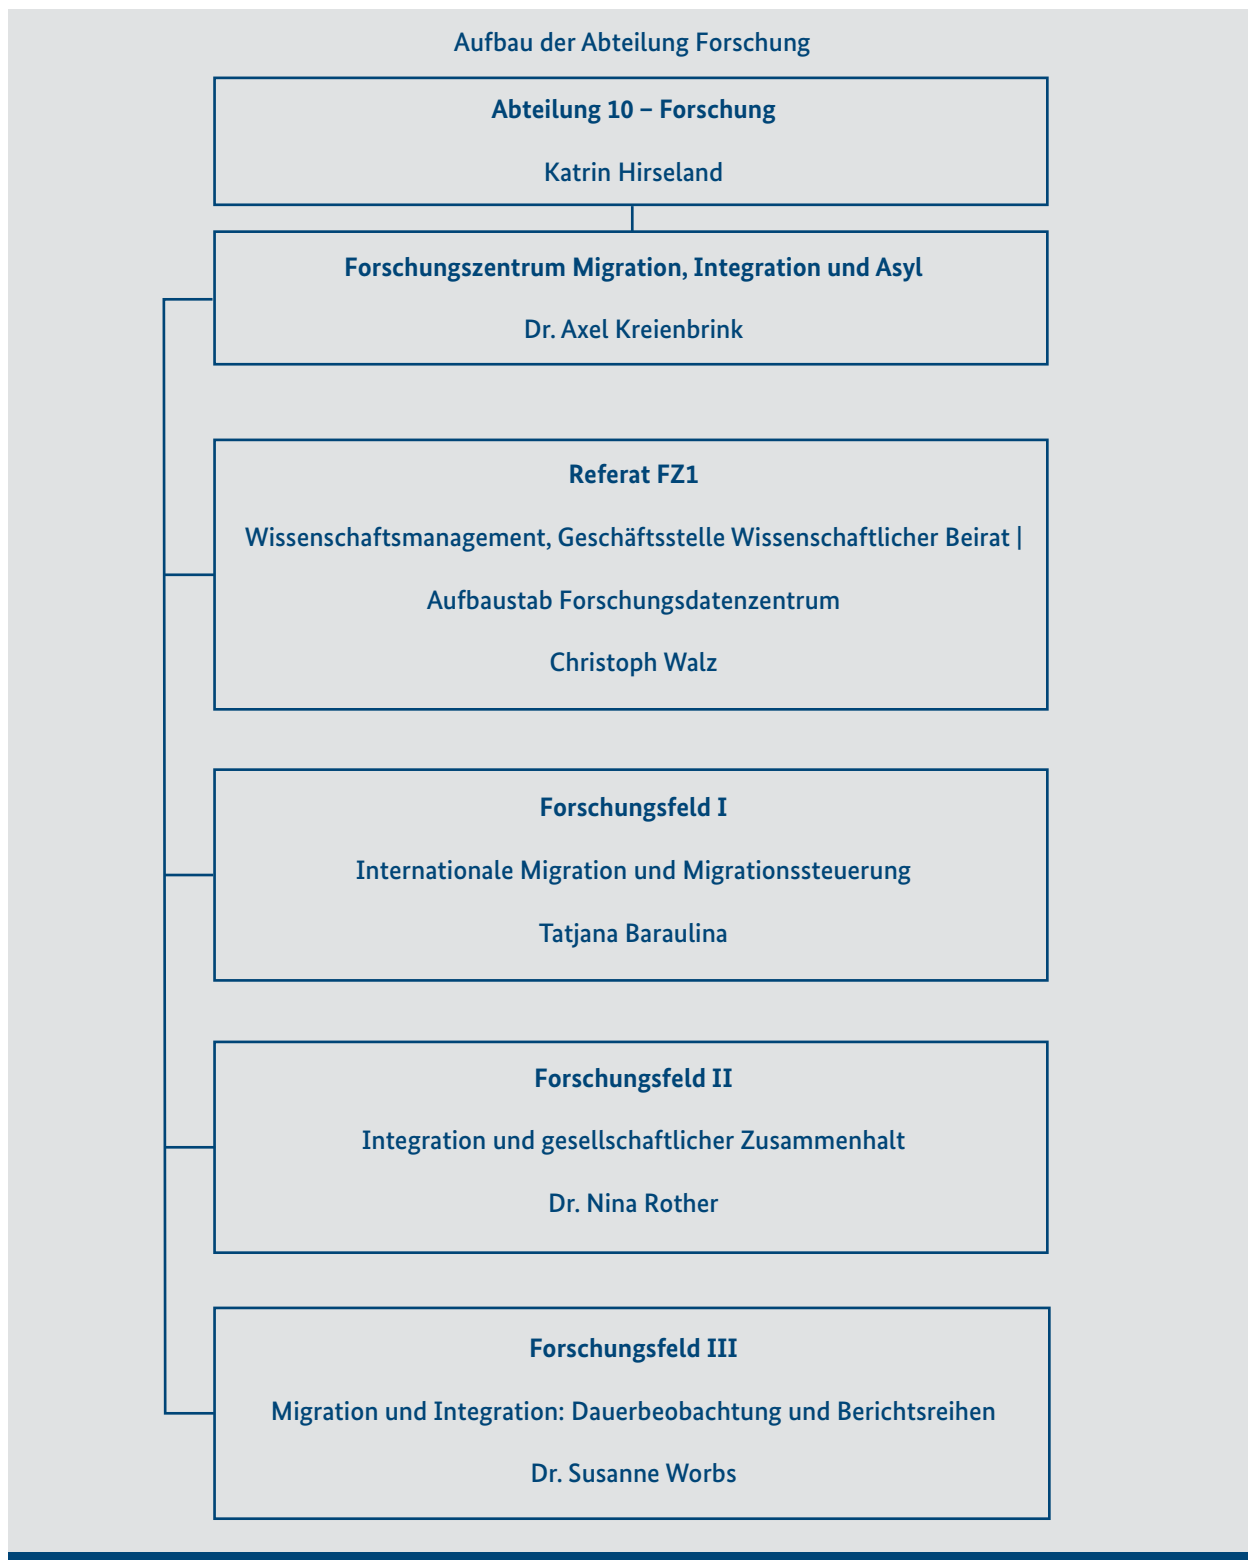 Aufbau der Abteilung Forschung
Abteilung 10 – Forschung
Katrin Hirseland
Forschungszentrum Migration, Integration und Asyl
Dr. Axel Kreienbrink
Referat FZ1
Wissenschaftsmanagement, Geschäftsstelle Wissenschaftlicher Beirat |
Aufbaustab Forschungsdatenzentrum
Christoph Walz
Forschungsfeld I
Internationale Migration und Migrationssteuerung
Tatjana Baraulina
Forschungsfeld II
Integration und gesellschaftlicher Zusammenhalt
Dr. Nina Rother
Forschungsfeld III
Migration und Integration: Dauerbeobachtung und Berichtsreihen
Dr. Susanne Worbs